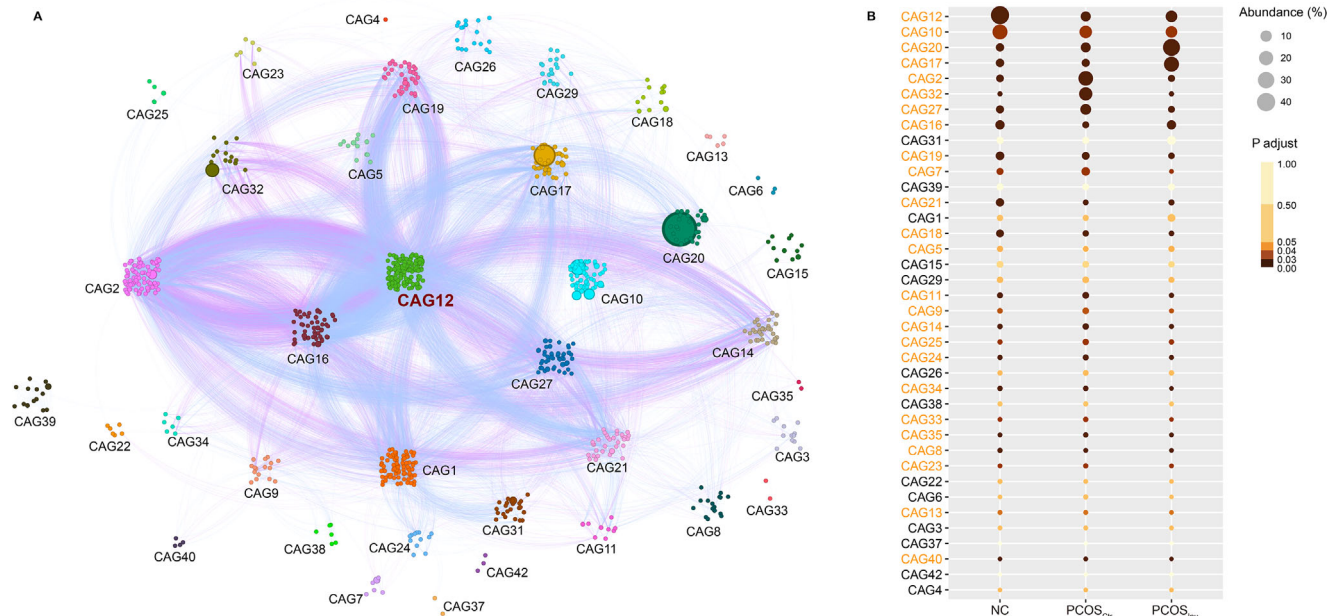 A
CAG4
CAG23
CAG26
CAG25
CAG19
CAG29
CAG18
CAG5
CAG13
CAG32
CAG17
CAG6
CAG20
CAG15
CAG2
CAG12
CAG10
CAG16
CAG14
CAG27
CAG35
CAG39
CAG22
CAG34
CAG21
CAG3
CAG9
CAG1
CAG33
CAG31
CAG8
CAG40
CAG38
CAG24
CAG11
CAG42
CAG7
CAG37
B
CAG12
CAG10
CAG20
CAG17
CAG2
CAG32
CAG27
CAG16
CAG31
CAG19
CAG7
CAG39
CAG21
CAG1
CAG18
CAG5
CAG15
CAG29
CAG11
CAG9
CAG14
CAG25
CAG24
CAG26
CAG34
CAG38
CAG33
CAG35
CAG8
CAG23
CAG22
CAG6
CAG13
CAG3
CAG37
CAG40
CAG42
CAG4
NC
PCOS
PCOS
Abundance (%)
10
20
30
40
P adjust
1.00
0.50
0.05
0.04
0.03
0.00